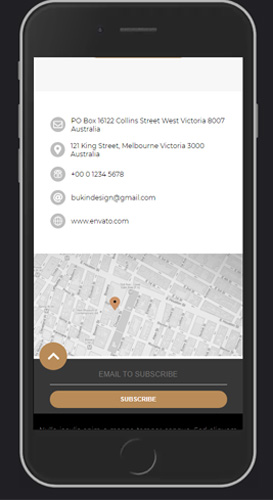 PO Box 16122 Collins Street West Victoria 8007
Australia
121 King Street, Melbourne Victoria 3000
Australia
+00 0 1234 5678
bukindesign@gmail.com
www.envato.com
EMAIL TO SUBSCRIBE
SUBSCRIBE